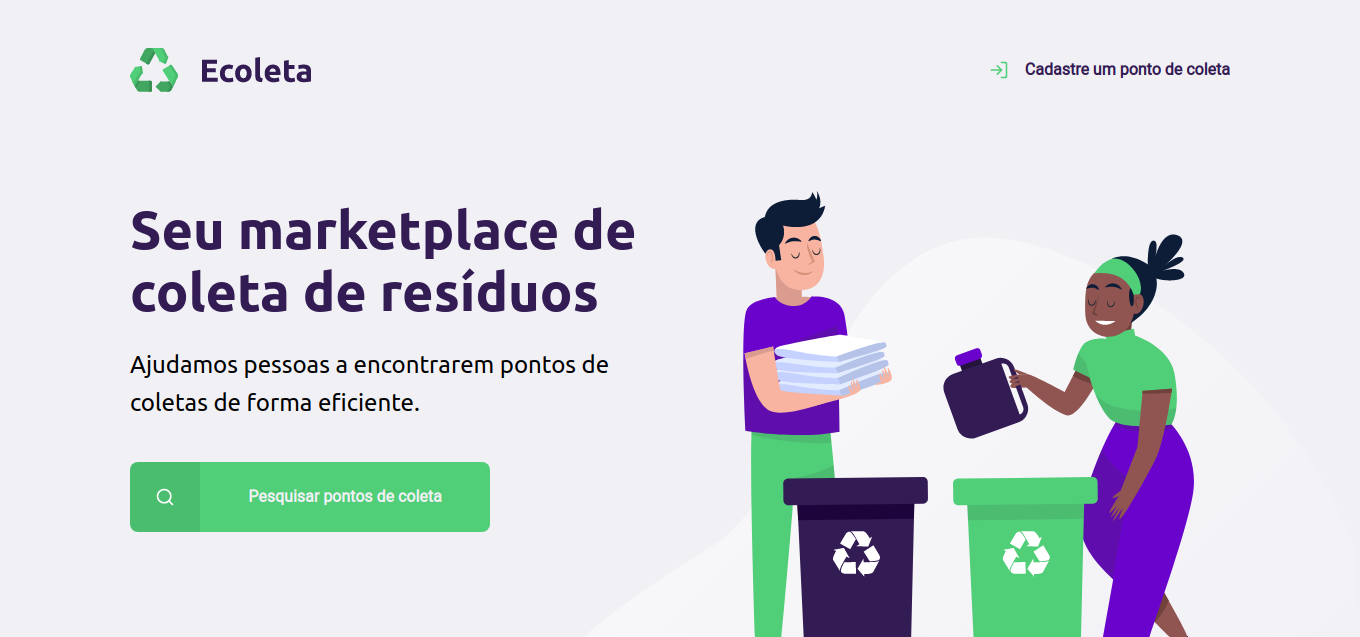 Ecoleta
Cadastre um ponto de coleta
Seu marketplace de
coleta de resíduos
Ajudamos pessoas a encontrarem pontos de
coletas de forma eficiente.
Pesquisar pontos de coleta